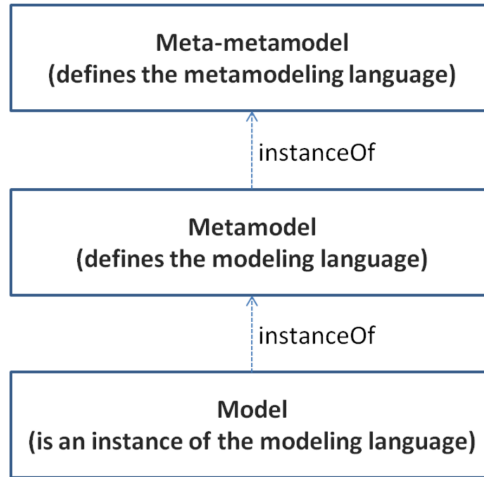 Meta-metamodel
(defines the metamodeling language)
instanceOf
Metamodel
(defines the modeling language)
instanceOf
Model
(is an instance of the modeling language)